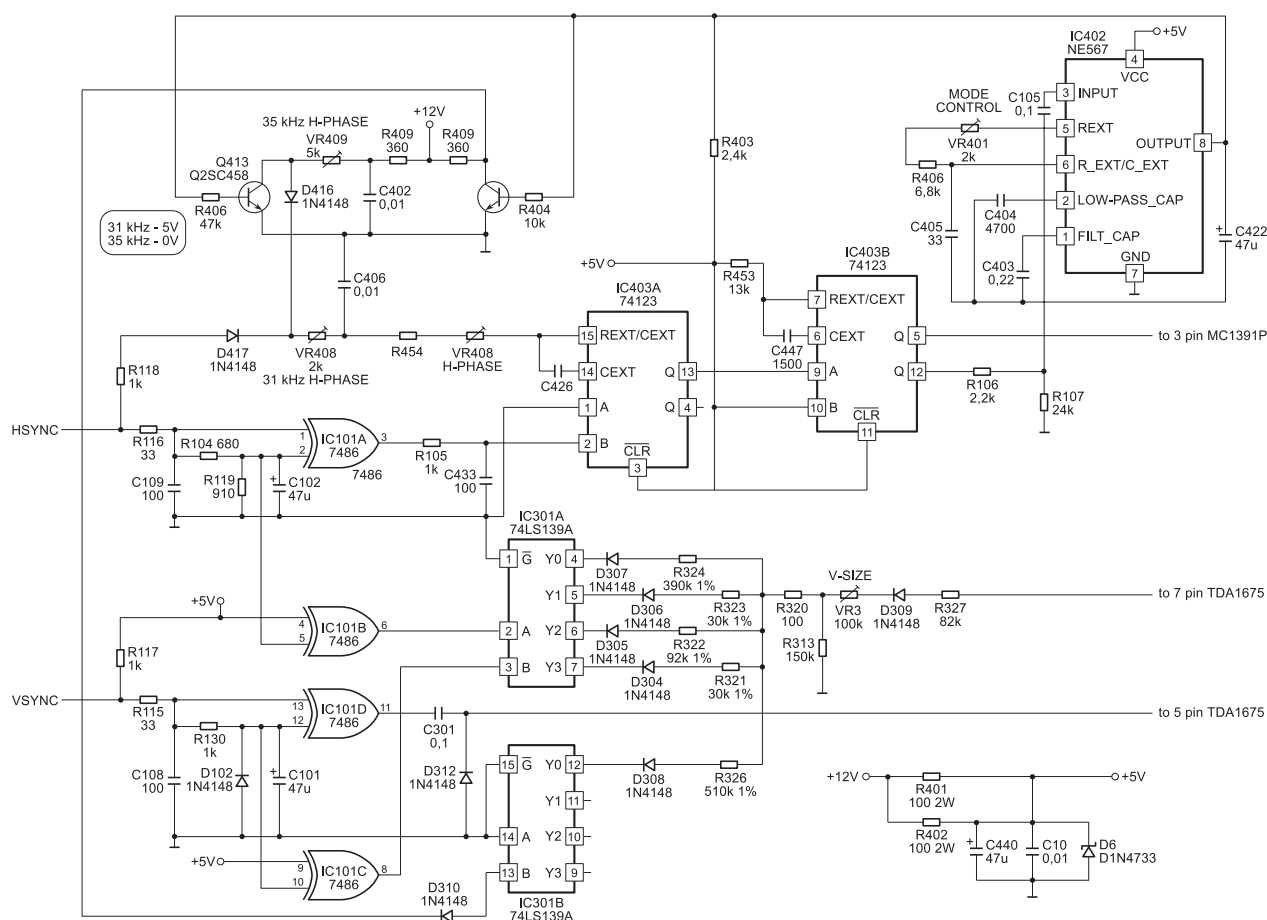 IC402
NE567
+5V
4
VCC
3 INPUT
5 REXT
OUTPUT 8
6 R_EXT/C_EXT
2 LOW-PASS_CAP
1 FILT_CAP
GND
7
C105
0,1
MODE
CONTROL
VR401
2k
R406
6,8k
C404
4700
C405
33
C403
0,22
C422
47u
+
35 kHz H-PHASE
VR409
5k
+12V
R409
360
R409
360
Q413
Q2SC458
D416
1N4148
C402
0,01
R406
47k
R404
10k
31 kHz - 5V
35 kHz - 0V
R403
2,4k
C406
0,01
+5V
R453
13k
IC403B
74123
7 REXT/CEXT
6 CEXT
Q 5
9 A
Q 12
10 B
CLR
11
C447
1500
to 3 pin MC1391P
R106
2,2k
R107
24k
IC403A
74123
15 REXT/CEXT
14 CEXT
Q 13
1 A
Q 4
2 B
CLR
3
D417
1N4148
VR408
2k
31 kHz H-PHASE
R454
VR408
H-PHASE
C426
R118
1k
HSYNC
R116
33
R104 680
1
2
IC101A
7486
3
7486
R105
1k
C433
100
C109
100
R119
910
+
C102
47u
IC301A
74LS139A
1 G
Y0 4
Y1 5
2 A
Y2 6
3 B
Y3 7
D307
1N4148
R324
390k 1%
D306
1N4148
R323
30k 1%
D305
1N4148
R322
92k 1%
D304
1N4148
R321
30k 1%
R320
100
V-SIZE
VR3
100k
D309
1N4148
R327
82k
to 7 pin TDA1675
R313
150k
+5V
4
5
IC101B
7486
6
R117
1k
VSYNC
R115
33
R130
1k
13
12
IC101D
7486
11
C301
0,1
to 5 pin TDA1675
C108
100
D102
1N4148
+
C101
47u
D312
1N4148
15 G
Y0 12
Y1 11
14 A
Y2 10
13 B
Y3 9
IC301B
74LS139A
D308
1N4148
R326
510k 1%
+5V
9
10
IC101C
7486
8
D310
1N4148
+12V
R401
100 2W
+5V
R402
100 2W
+
C440
47u
C10
0,01
D6
D1N4733